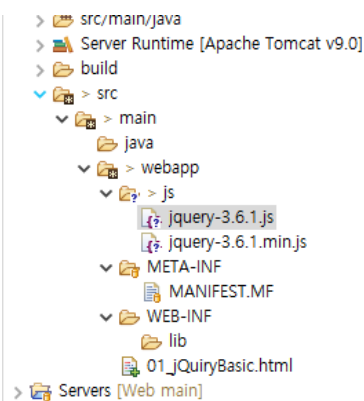 src/main/java
Server Runtime [Apache Tomcat v9.0]
build
> src
> main
java
> webapp
> js
jquery-3.6.1.js
jquery-3.6.1.min.js
META-INF
MANIFEST.MF
> WEB-INF
lib
01_jQuiryBasic.html
Servers [Web main]